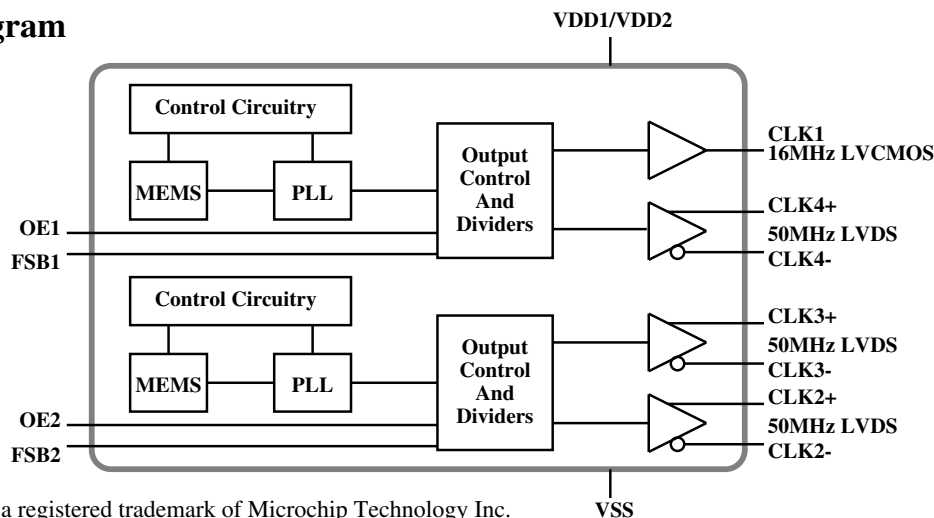 VDD1/VDD2
Control Circuitry
MEMS
PLL
Output
Control
And
Dividers
CLK1
16MHz LVCMOS
CLK4+
50MHz LVDS
CLK4-
OE1
FSB1
Control Circuitry
MEMS
PLL
Output
Control
And
Dividers
CLK3+
50MHz LVDS
CLK3-
CLK2+
50MHz LVDS
CLK2-
OE2
FSB2
a registered trademark of Microchip Technology Inc.
VSS